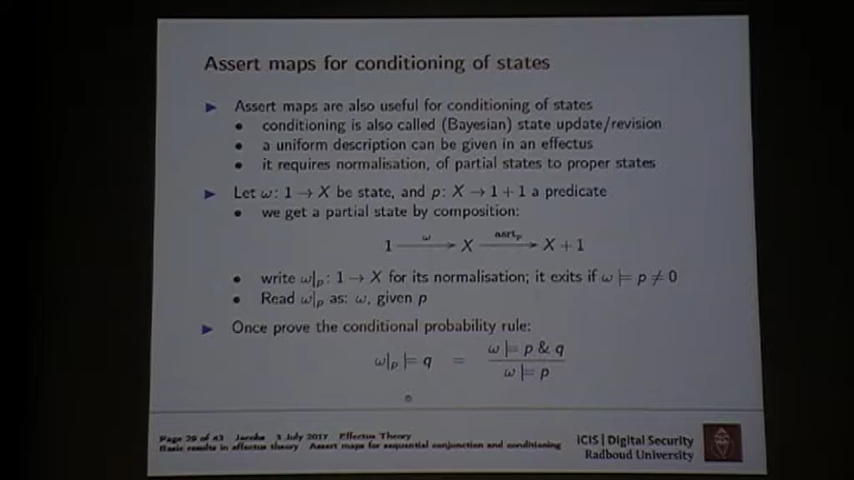 Assert maps for conditioning of states
▶ Assert maps are also useful for conditioning of states
• conditioning is also called (Bayesian) state update/revision
• a uniform description can be given in an effectus
• it requires normalisation, of partial states to proper states
▶ Let ω: 1 → X be state, and p: X → 1 + 1 a predicate
• we get a partial state by composition:
1 —ω→ X —asrt_p→ X + 1
• write ω|_p : 1 → X for its normalisation; it exits if ω ⊨ p ≠ 0
• Read ω|_p as: ω, given p
▶ Once prove the conditional probability rule:
ω|_p ⊨ q = (ω ⊨ p & q) / (ω ⊨ p)
Page 29 of 43 Jacobs 3 July 2017 Effectus Theory
Basic results in effectus theory Assert maps for sequential conjunction and conditioning
iCIS | Digital Security
Radboud University